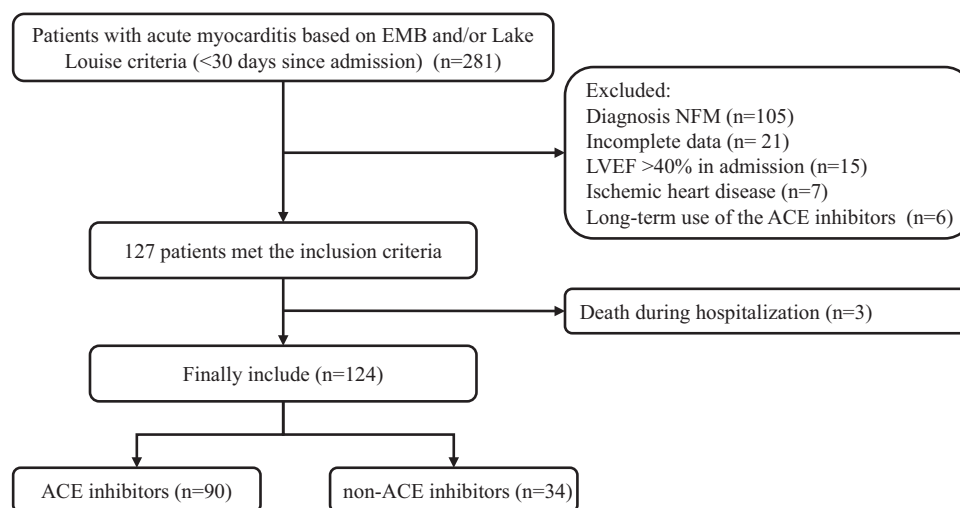 Patients with acute myocarditis based on EMB and/or Lake
Louise criteria (<30 days since admission)  (n=281)
Excluded:
Diagnosis NFM (n=105)
Incomplete data (n= 21)
LVEF >40% in admission (n=15)
Ischemic heart disease (n=7)
Long-term use of the ACE inhibitors  (n=6)
127 patients met the inclusion criteria
Death during hospitalization (n=3)
Finally include (n=124)
ACE inhibitors (n=90)
non-ACE inhibitors (n=34)